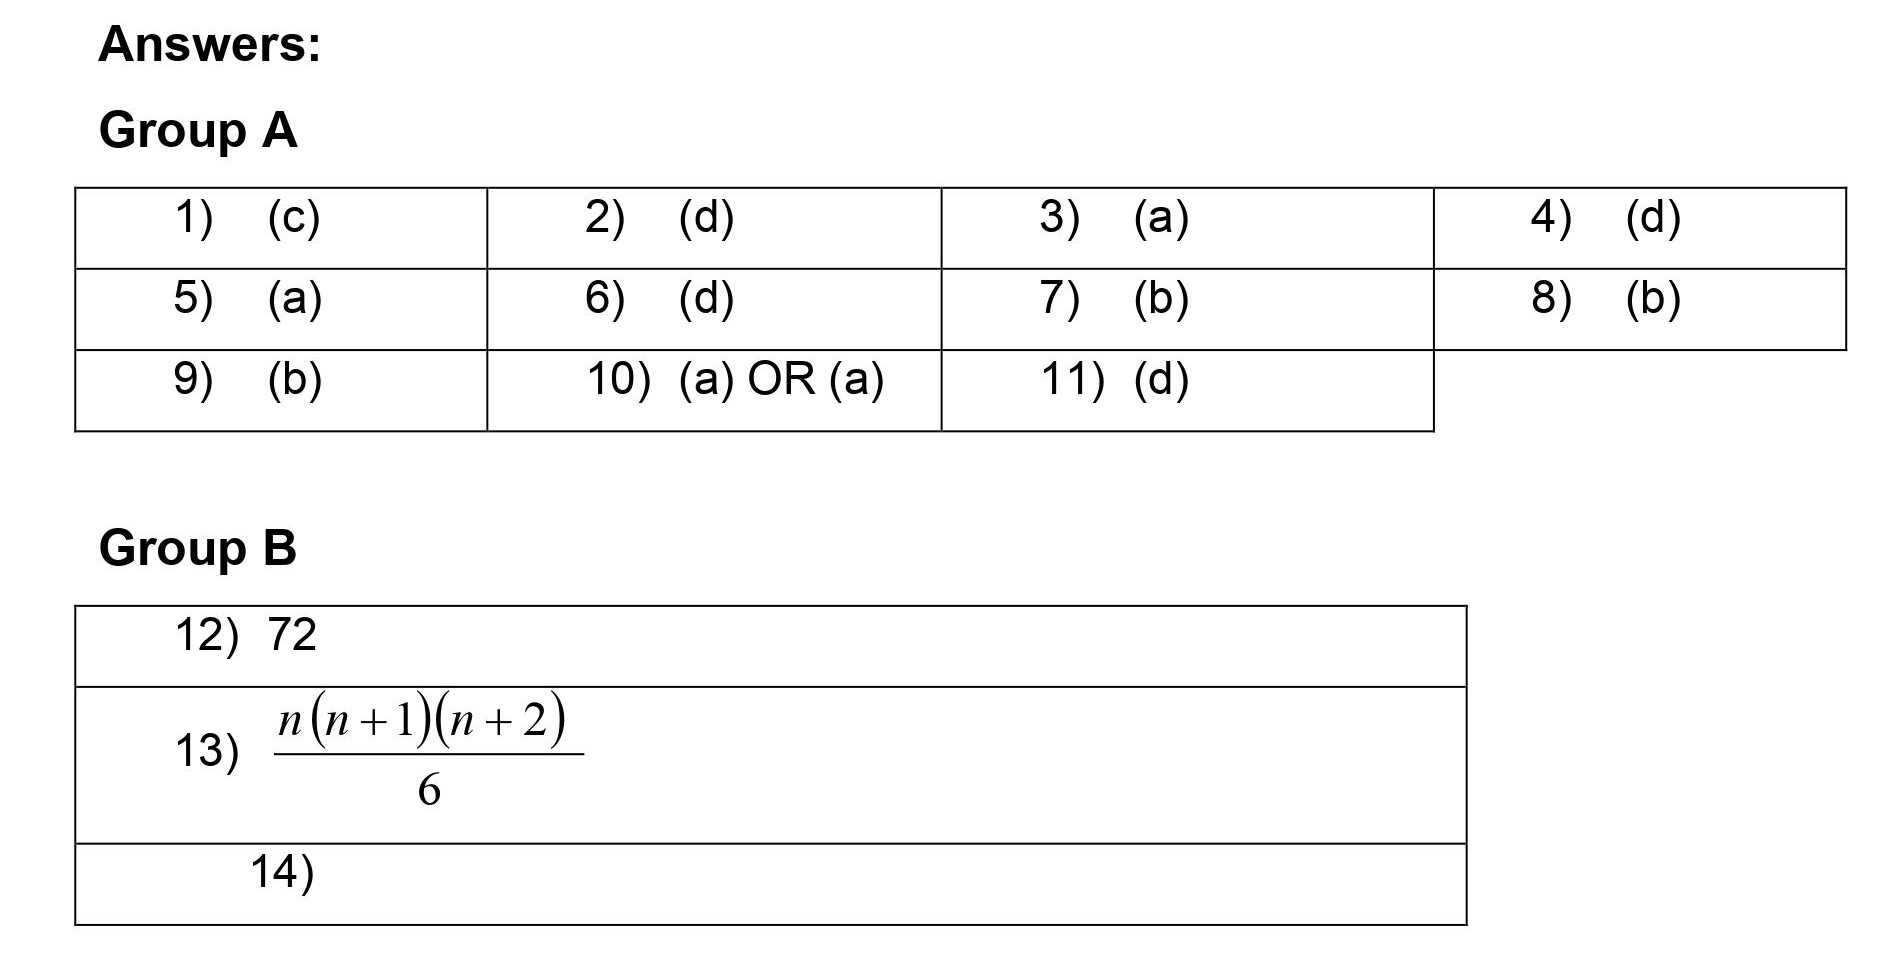 Answers:
Group A
1) (c) 2) (d) 3) (a) 4) (d)
5) (a) 6) (d) 7) (b) 8) (b)
9) (b) 10) (a) OR (a) 11) (d)
Group B
12) 72
13) n(n+1)(n+2)
6
14)